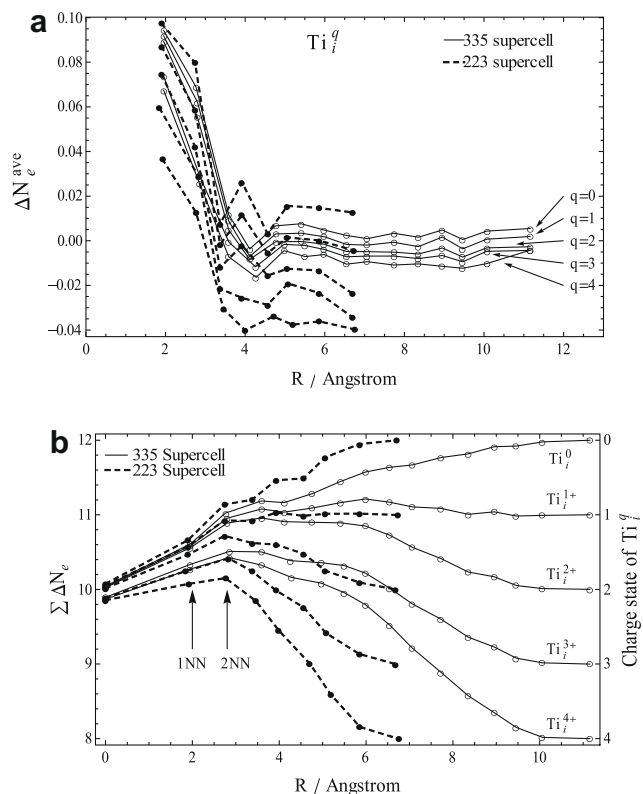 a
Ti i q
335 supercell
223 supercell
0.10
0.08
0.06
0.04
0.02
0.00
−0.02
−0.04
ΔN e ave
q=0
q=1
q=2
q=3
q=4
0 2 4 6 8 10 12
R / Angstrom
b
335 Supercell
223 Supercell
12
11
10
9
8
∑ ΔN e
0
1
2
3
4
Charge state of Ti i q
Ti i 0
Ti i 1+
Ti i 2+
Ti i 3+
Ti i 4+
1NN 2NN
0 2 4 6 8 10
R / Angstrom